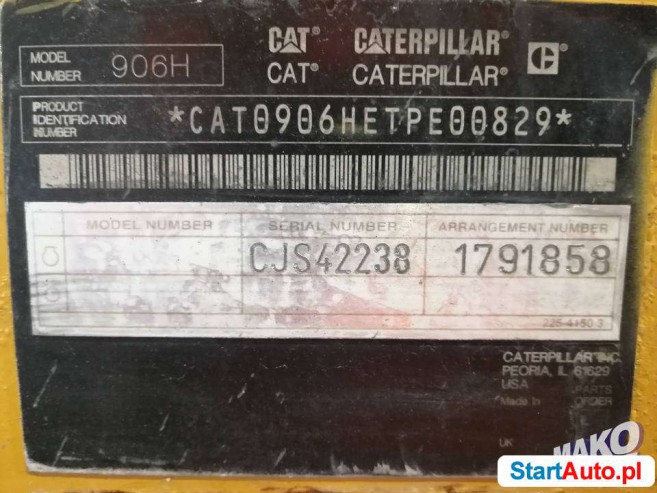 MODEL NUMBER 906H
CAT® CATERPILLAR®
CAT® CATERPILLAR®
PRODUCT IDENTIFICATION NUMBER *CAT0906HETPE00829*
MODEL NUMBER SERIAL NUMBER ARRANGEMENT NUMBER
CJS42238 1791858
CATERPILLAR INC.
PEORIA, IL 61629
USA PARTS
Made In ORDER
UK
MAKO
StartAuto.pl